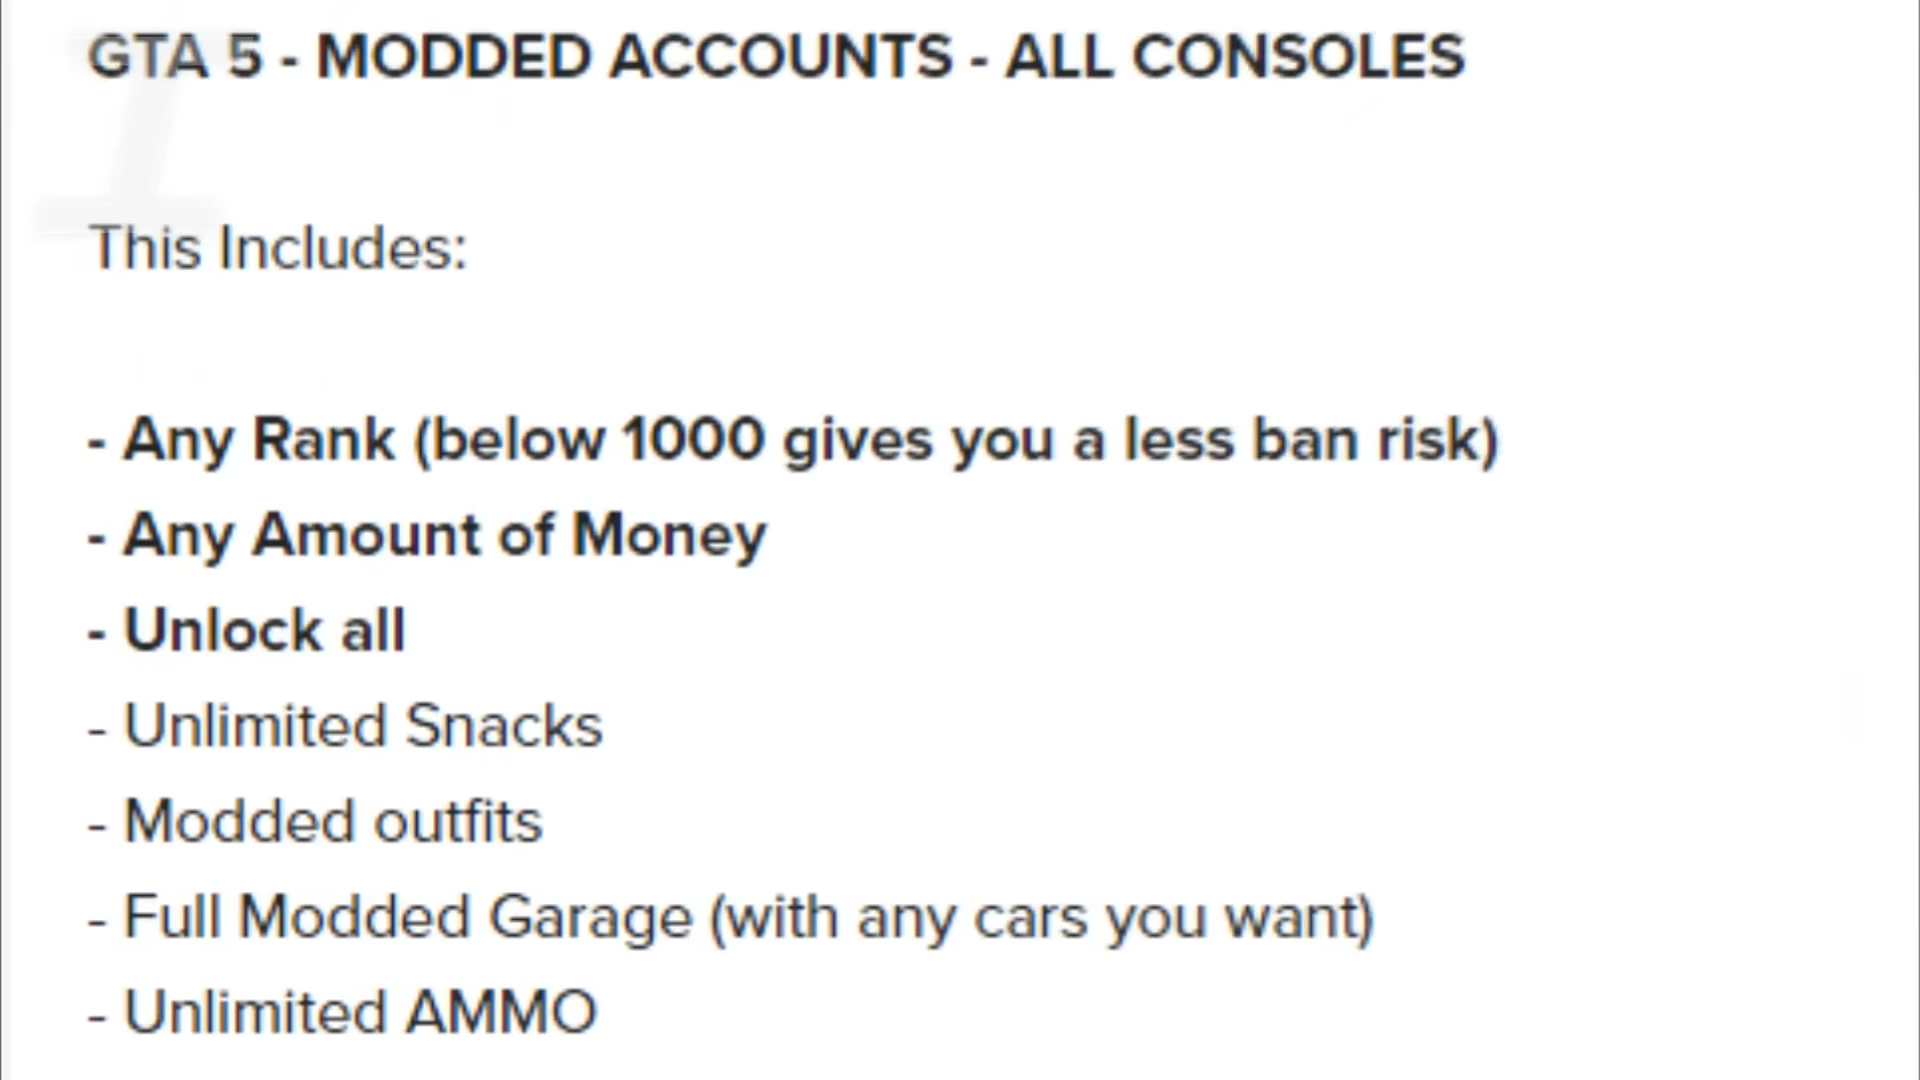 GTA 5 - MODDED ACCOUNTS - ALL CONSOLES
This Includes:
- Any Rank (below 1000 gives you a less ban risk)
- Any Amount of Money
- Unlock all
- Unlimited Snacks
- Modded outfits
- Full Modded Garage (with any cars you want)
- Unlimited AMMO